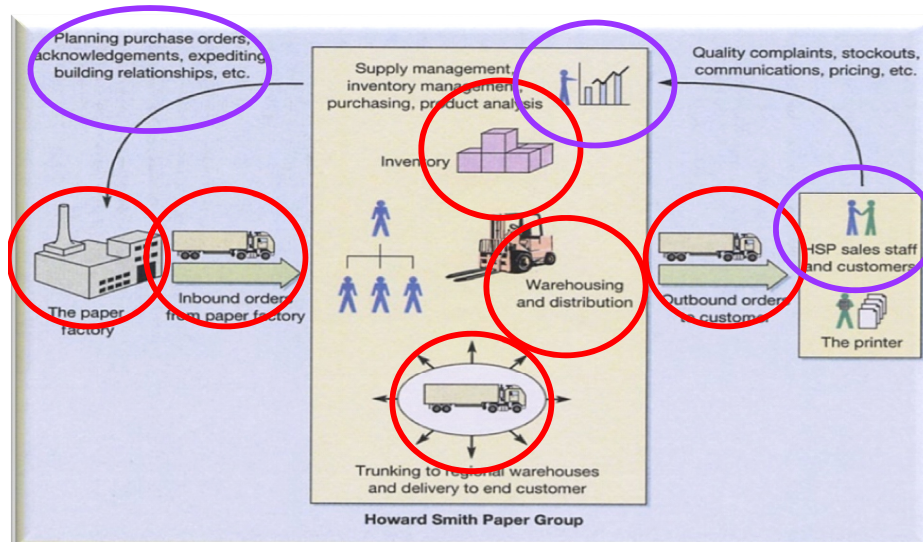 Planning purchase orders,
acknowledgements, expediting
building relationships, etc.
Supply management,
inventory management,
purchasing, product analysis
Quality complaints, stockouts,
communications, pricing, etc.
Inventory
The paper
factory
Inbound orders
from paper factory
Warehousing
and distribution
Outbound orders
to customer
HSP sales staff
and customers
The printer
Trunking to regional warehouses
and delivery to end customer
Howard Smith Paper Group